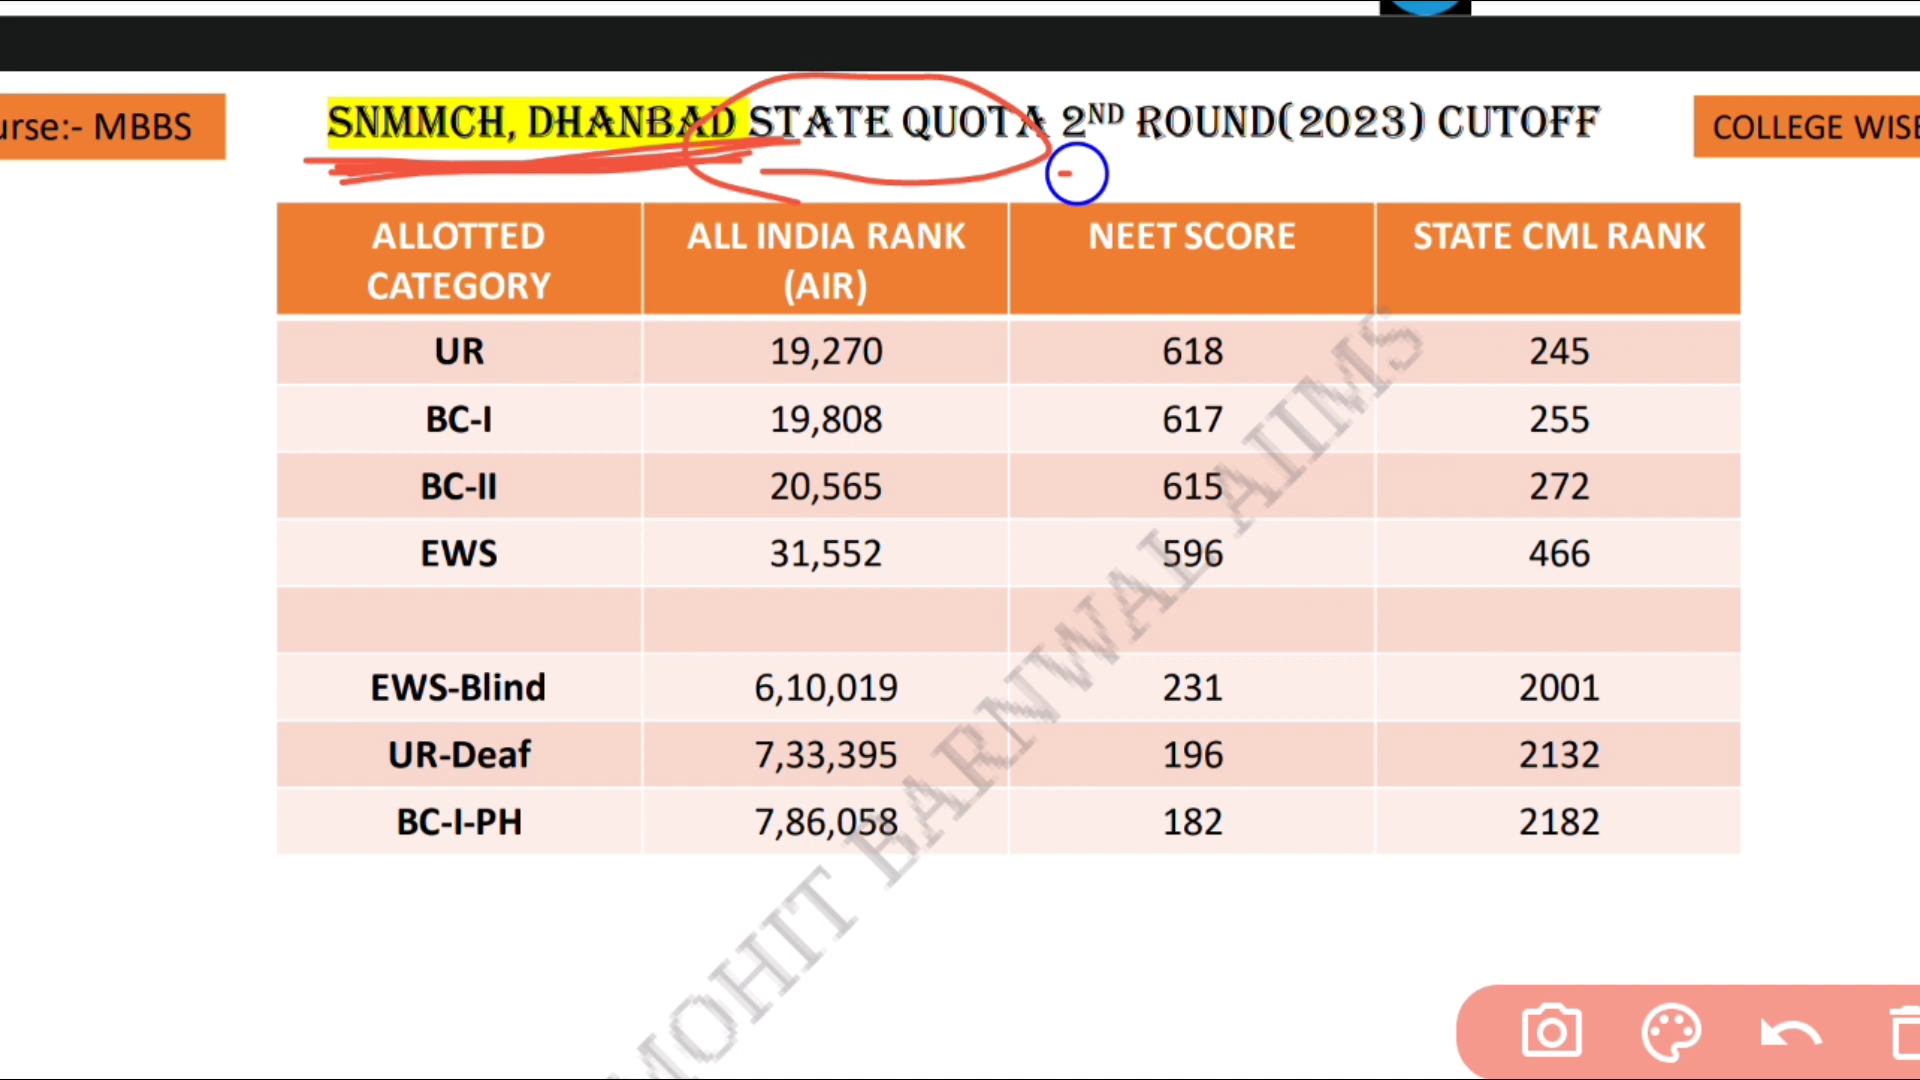 urse:- MBBS
SNMMCH, DHANBAD STATE QUOTA 2ND ROUND(2023) CUTOFF
COLLEGE WISE
ALLOTTED CATEGORY ALL INDIA RANK (AIR) NEET SCORE STATE CML RANK
UR 19,270 618 245
BC-I 19,808 617 255
BC-II 20,565 615 272
EWS 31,552 596 466
EWS-Blind 6,10,019 231 2001
UR-Deaf 7,33,395 196 2132
BC-I-PH 7,86,058 182 2182
MOHIT BARNWAL AIIMS